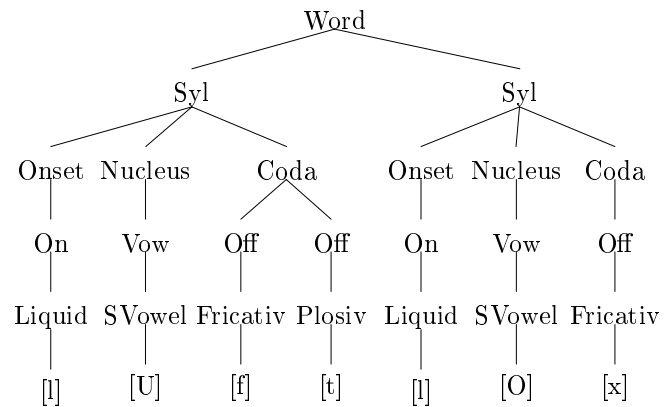 Word
Syl Syl
Onset Nucleus Coda Onset Nucleus Coda
On Vow Off Off On Vow Off
Liquid SVowel Fricativ Plosiv Liquid SVowel Fricativ
[l] [U] [f] [t] [l] [O] [x]